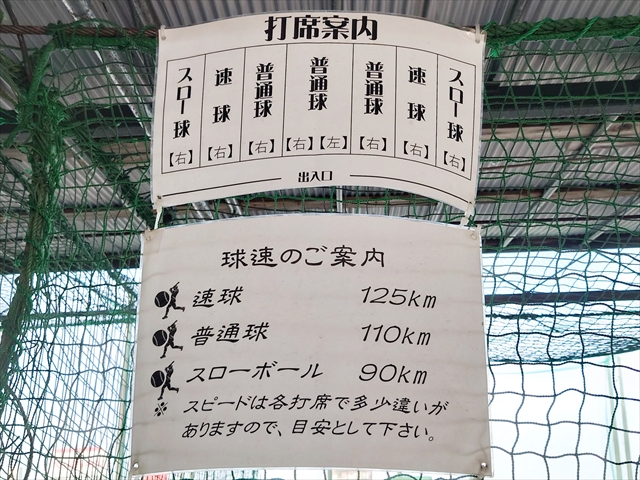 打席案内
スロー球【右】
速球【右】
普通球【右】
普通球【右】【左】
普通球【右】
速球【右】
スロー球【右】
出入口
球速のご案内
速球 125km
普通球 110km
スローボール 90km
※スピードは各打席で多少違いが
ありますので、目安として下さい。